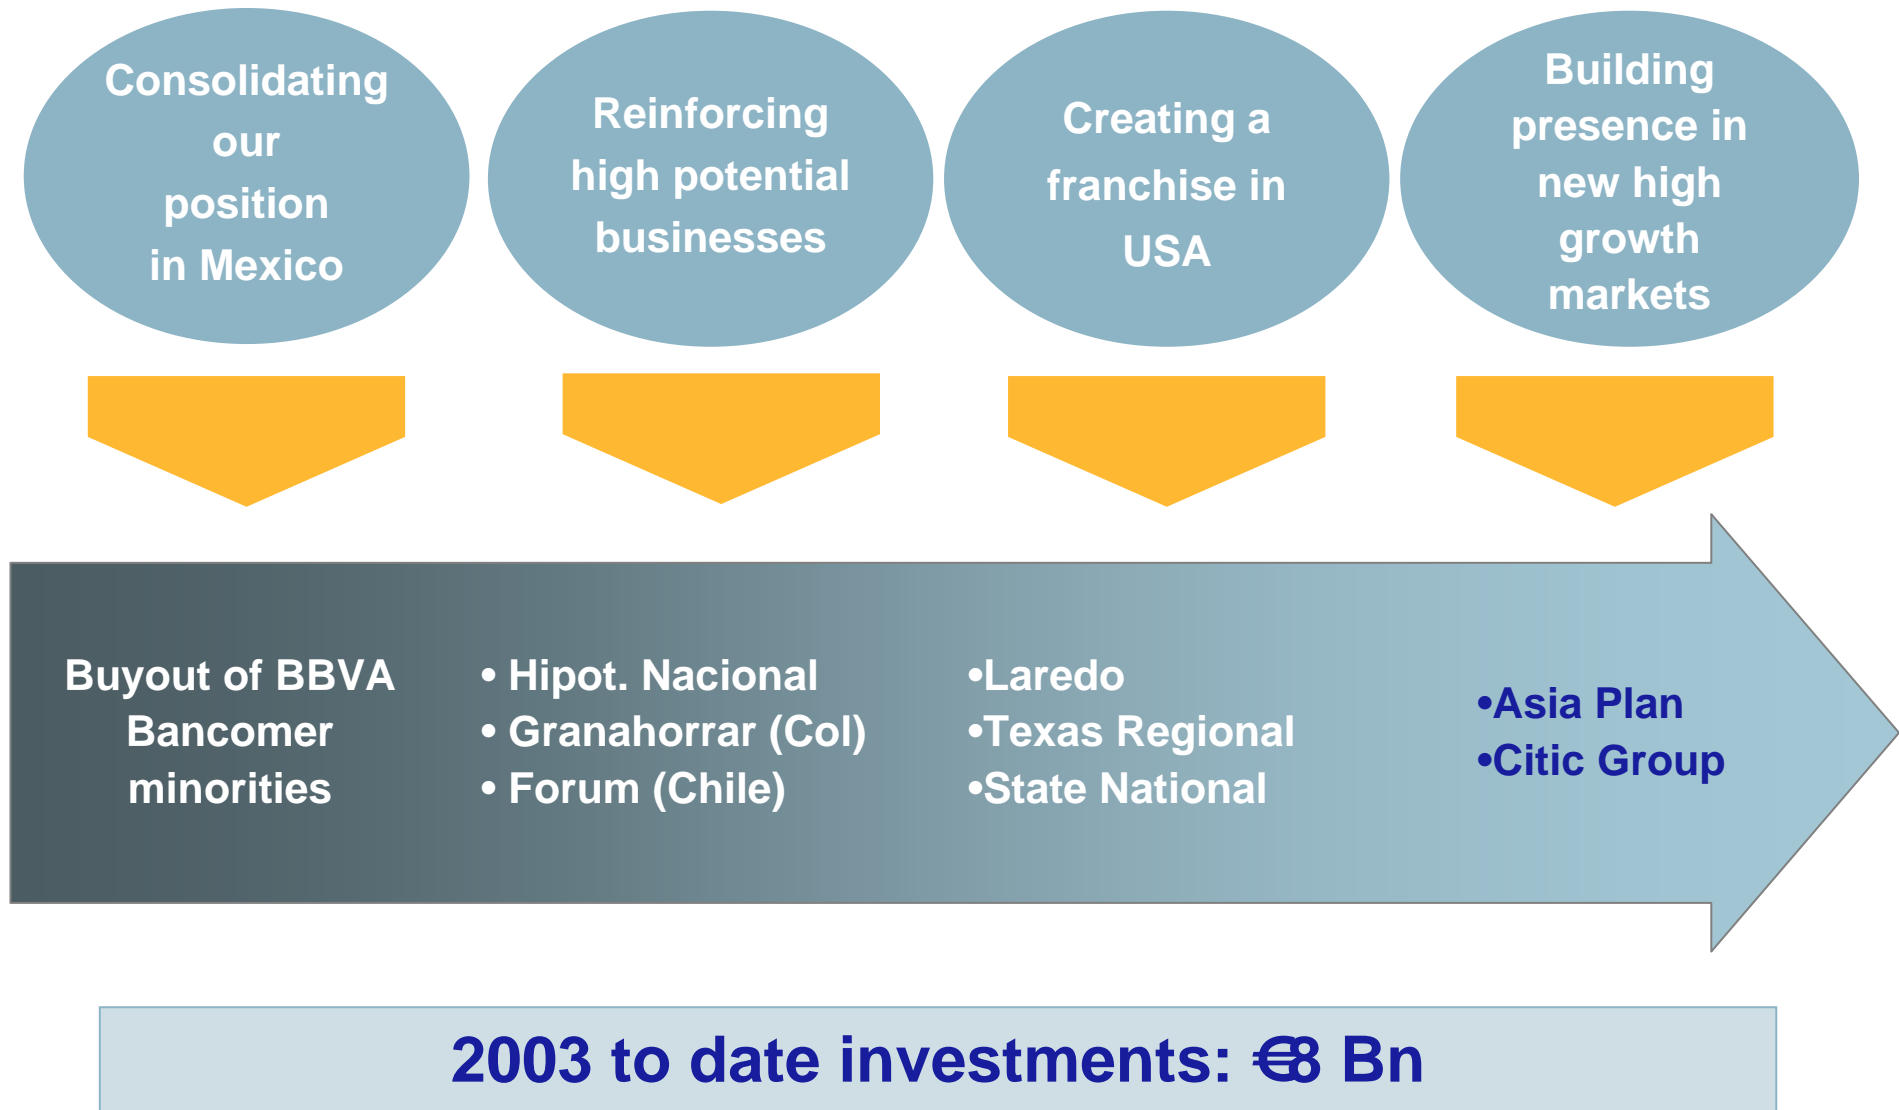 Consolidating
our
position
in Mexico
Reinforcing
high potential
businesses
Creating a
franchise in
USA
Building
presence in
new high
growth
markets
Buyout of BBVA
Bancomer
minorities
• Hipot. Nacional
• Granahorrar (Col)
• Forum (Chile)
•Laredo
•Texas Regional
•State National
•Asia Plan
•Citic Group
2003 to date investments: €8 Bn